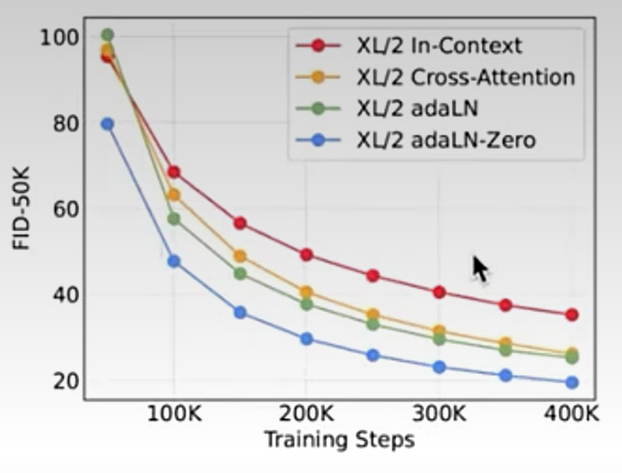 100
80
60
40
20
FID-50K
XL/2 In-Context
XL/2 Cross-Attention
XL/2 adaLN
XL/2 adaLN-Zero
100K 200K 300K 400K
Training Steps